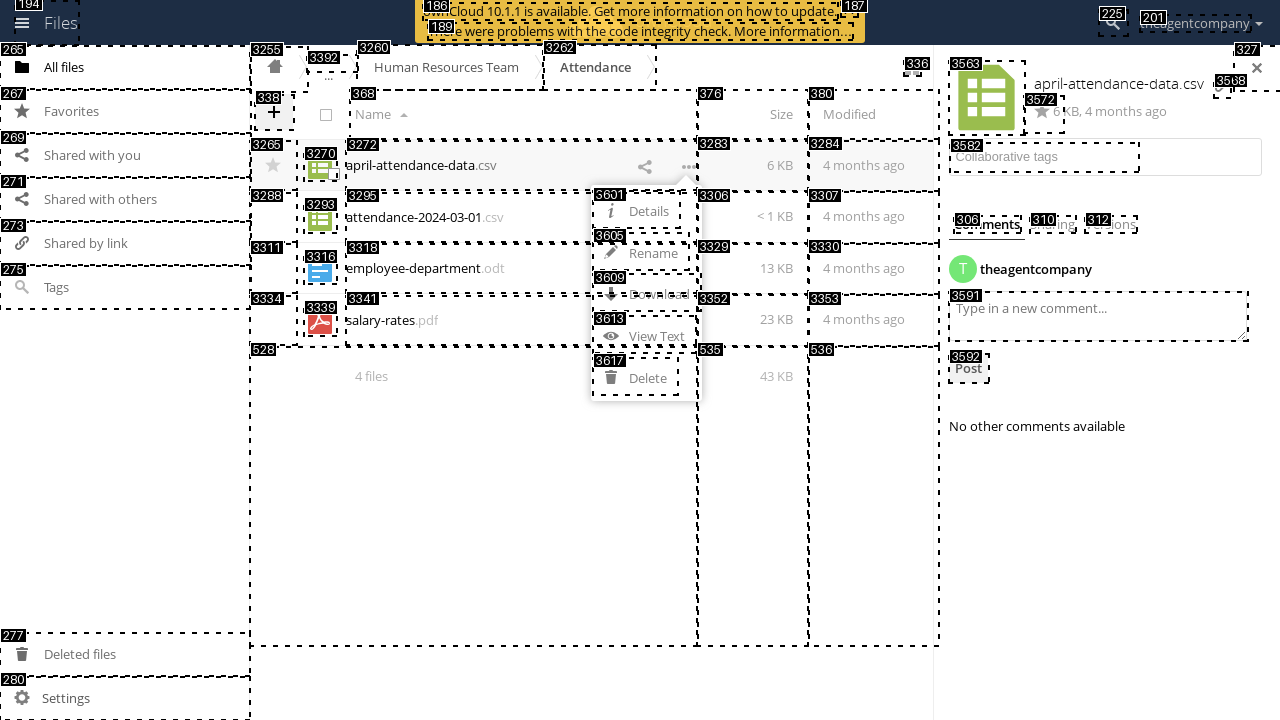 194
Files
186
ownCloud 10.1.1 is available. Get more information on how to update.
187
189
There were problems with the code integrity check. More information…
225
201
theagentcompany
265
All files
267
Favorites
269
Shared with you
271
Shared with others
273
Shared by link
275
Tags
277
Deleted files
280
Settings
3255
3392
...
3260
Human Resources Team
3262
Attendance
336
338
+
368
Name
376
Size
380
Modified
3265
3270
3272
april-attendance-data.csv
3283
6 KB
3284
4 months ago
3288
3293
3295
attendance-2024-03-01.csv
3306
< 1 KB
3307
4 months ago
3311
3316
3318
employee-department.odt
3329
13 KB
3330
4 months ago
3334
3339
3341
salary-rates.pdf
3352
23 KB
3353
4 months ago
528
4 files
535
43 KB
536
3601
Details
3605
Rename
3609
Download
3613
View Text
3617
Delete
327
3563
april-attendance-data.csv
3572
6 KB, 4 months ago
3582
Collaborative tags
306
Comments
310
Sharing
312
Versions
T
theagentcompany
3591
Type in a new comment...
3592
Post
No other comments available